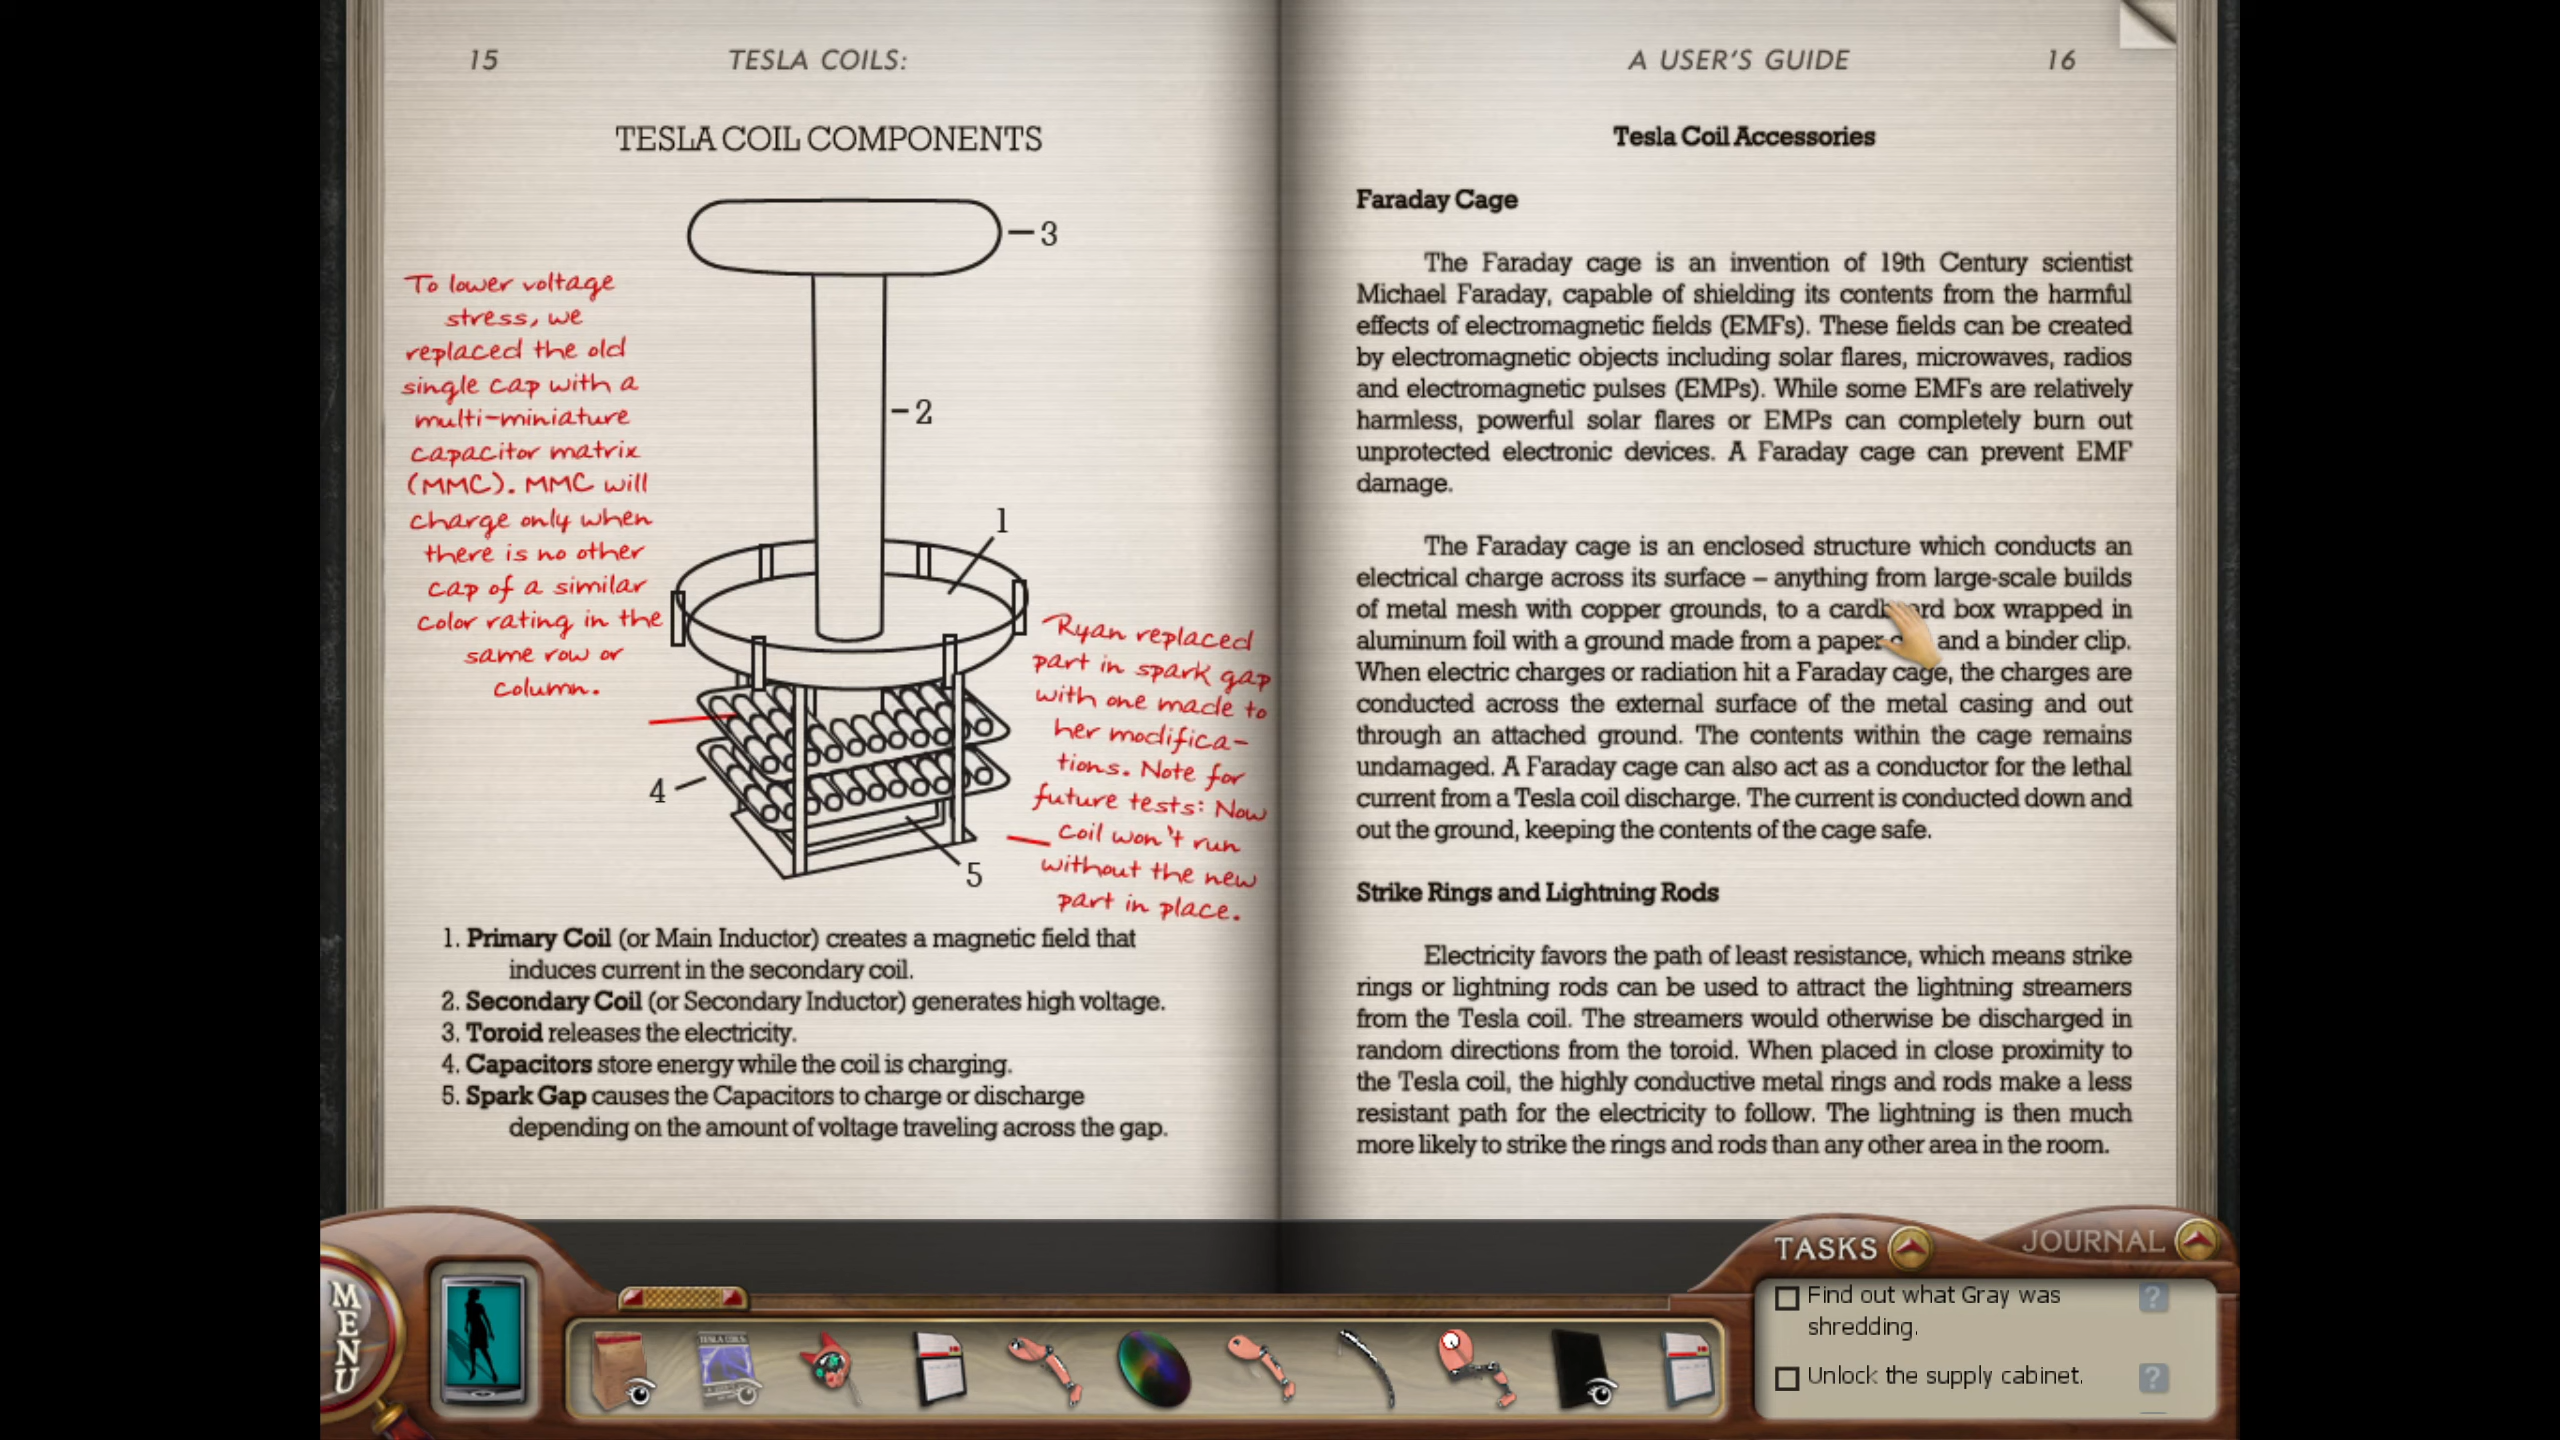 15
TESLA COILS:
TESLA COIL COMPONENTS
3
2
1
4
5
To lower voltage
stress, we
replaced the old
single cap with a
multi-miniature
capacitor matrix
(MMC). MMC will
charge only when
there is no other
cap of a similar
color rating in the
same row or
column.
Ryan replaced
part in spark gap
with one made to
her modifica-
tions. Note for
future tests: Now
coil won't run
without the new
part in place.
1. Primary Coil (or Main Inductor) creates a magnetic field that
induces current in the secondary coil.
2. Secondary Coil (or Secondary Inductor) generates high voltage.
3. Toroid releases the electricity.
4. Capacitors store energy while the coil is charging.
5. Spark Gap causes the Capacitors to charge or discharge
depending on the amount of voltage traveling across the gap.
A USER'S GUIDE
16
Tesla Coil Accessories
Faraday Cage
The Faraday cage is an invention of 19th Century scientist
Michael Faraday, capable of shielding its contents from the harmful
effects of electromagnetic fields (EMFs). These fields can be created
by electromagnetic objects including solar flares, microwaves, radios
and electromagnetic pulses (EMPs). While some EMFs are relatively
harmless, powerful solar flares or EMPs can completely burn out
unprotected electronic devices. A Faraday cage can prevent EMF
damage.
The Faraday cage is an enclosed structure which conducts an
electrical charge across its surface – anything from large-scale builds
of metal mesh with copper grounds, to a cardboard box wrapped in
aluminum foil with a ground made from a paper and a binder clip.
When electric charges or radiation hit a Faraday cage, the charges are
conducted across the external surface of the metal casing and out
through an attached ground. The contents within the cage remains
undamaged. A Faraday cage can also act as a conductor for the lethal
current from a Tesla coil discharge. The current is conducted down and
out the ground, keeping the contents of the cage safe.
Strike Rings and Lightning Rods
Electricity favors the path of least resistance, which means strike
rings or lightning rods can be used to attract the lightning streamers
from the Tesla coil. The streamers would otherwise be discharged in
random directions from the toroid. When placed in close proximity to
the Tesla coil, the highly conductive metal rings and rods make a less
resistant path for the electricity to follow. The lightning is then much
more likely to strike the rings and rods than any other area in the room.
MENU
TESLA COILS:
TASKS
JOURNAL
Find out what Gray was ?
shredding.
Unlock the supply cabinet. ?